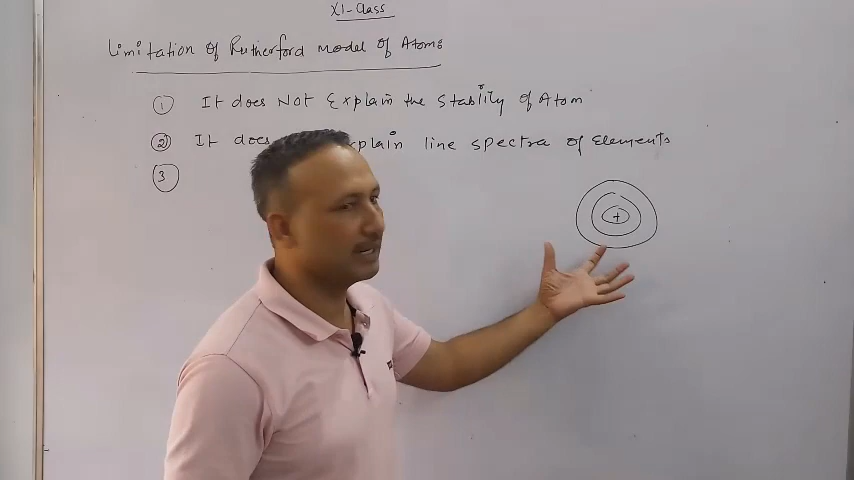 XI-Class
Limitation of Rutherford Model of Atoms
1 It does Not Explain the Stability of Atom
2) It does xplain line spectra of Elements
3
+